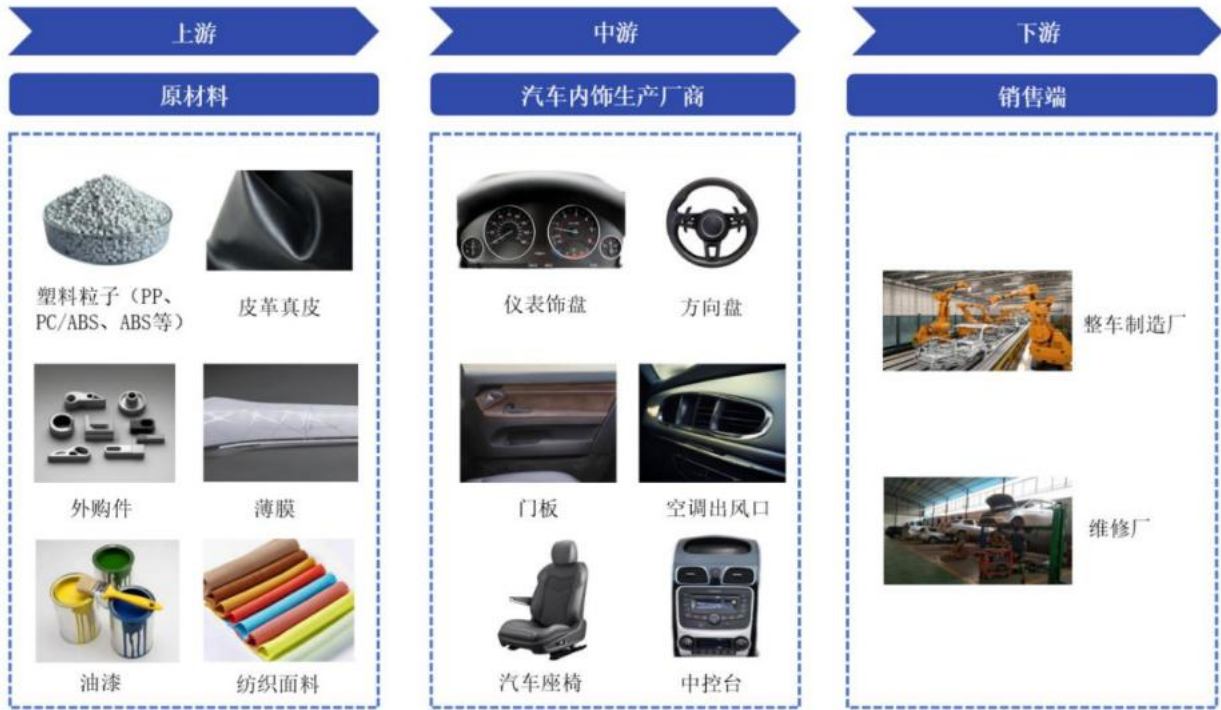 上游
中游
下游
原材料
汽车内饰生产厂商
销售端
塑料粒子（PP、
PC/ABS、ABS等）
皮革真皮
外购件
薄膜
油漆
纺织面料
仪表饰盘
方向盘
门板
空调出风口
汽车座椅
中控台
整车制造厂
维修厂